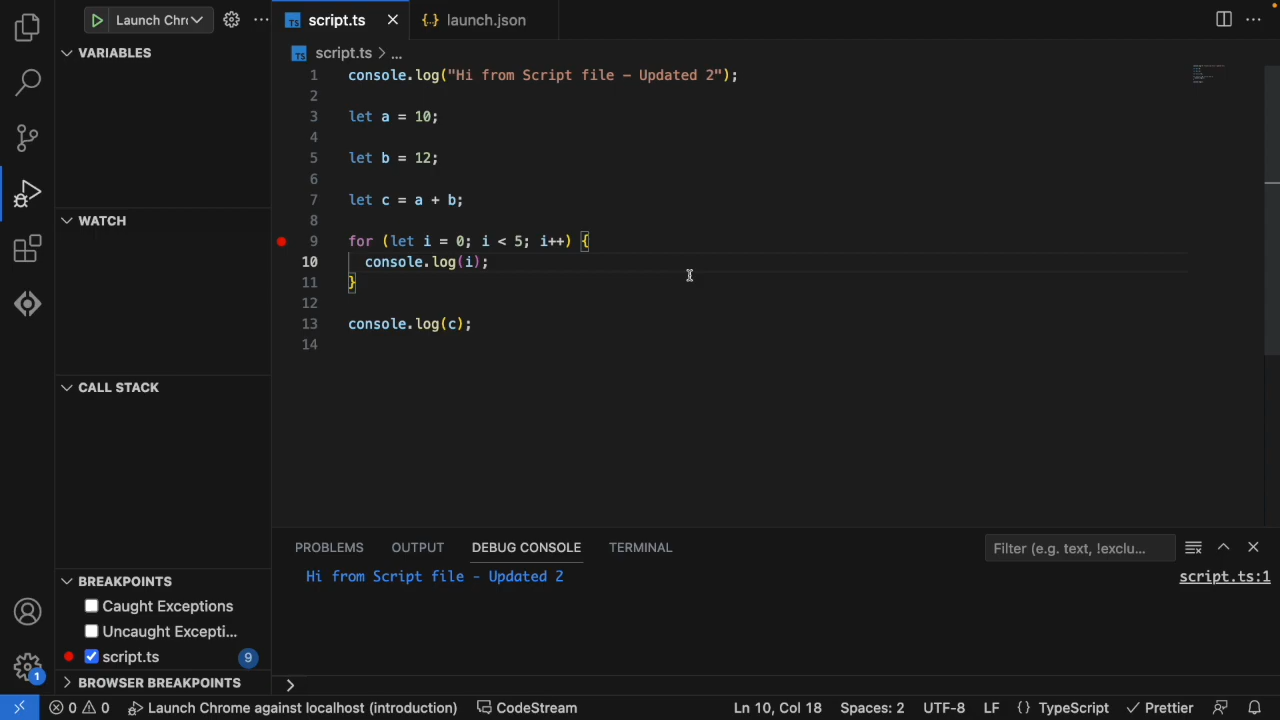 Launch Chr
script.ts
launch.json
VARIABLES
script.ts > ...
1 console.log("Hi from Script file - Updated 2");
2
3 let a = 10;
4
5 let b = 12;
6
7 let c = a + b;
8
9 for (let i = 0; i < 5; i++) {
10 console.log(i);
11 }
12
13 console.log(c);
14
WATCH
CALL STACK
BREAKPOINTS
Caught Exceptions
Uncaught Excepti...
script.ts 9
BROWSER BREAKPOINTS
PROBLEMS OUTPUT DEBUG CONSOLE TERMINAL Filter (e.g. text, !exclu...
Hi from Script file - Updated 2 script.ts:1
>
1
0 0 Launch Chrome against localhost (introduction) CodeStream Ln 10, Col 18 Spaces: 2 UTF-8 LF {} TypeScript Prettier